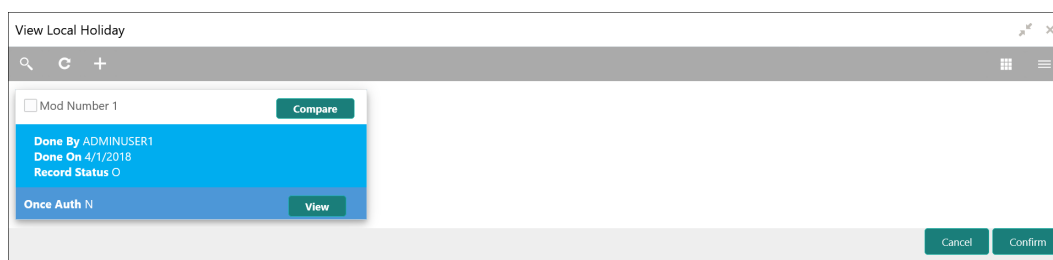 View Local Holiday
Mod Number 1
Compare
Done By ADMINUSER1
Done On 4/1/2018
Record Status O
Once Auth N
View
Cancel
Confirm